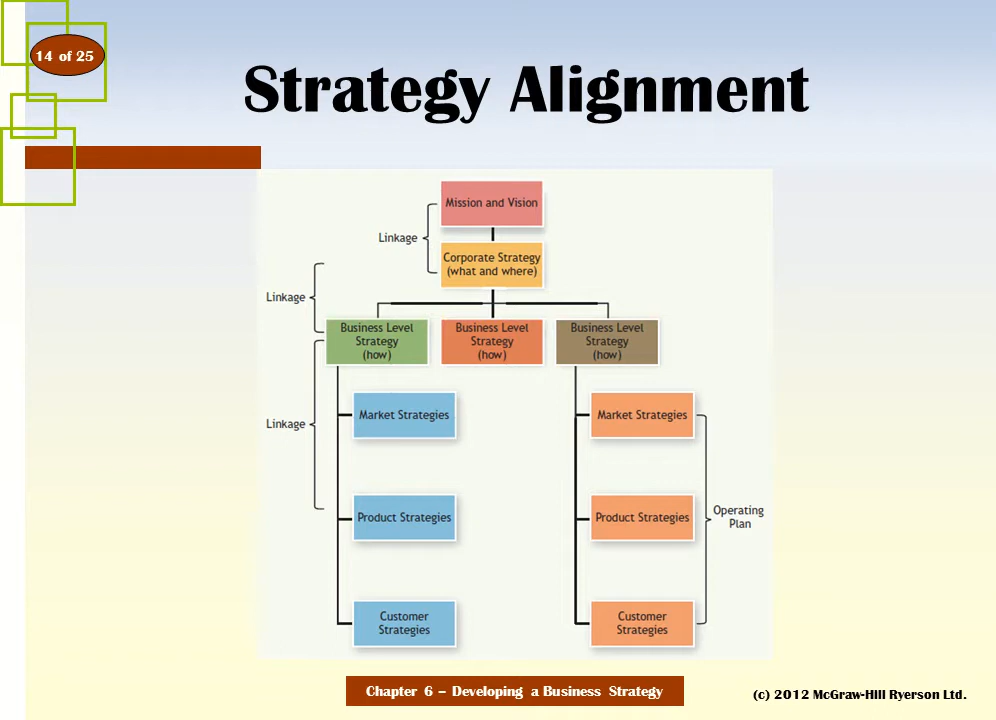 14 of 25
Strategy Alignment
Mission and Vision
Linkage
Corporate Strategy
(what and where)
Linkage
Business Level
Strategy
(how)
Business Level
Strategy
(how)
Business Level
Strategy
(how)
Linkage
Market Strategies
Market Strategies
Product Strategies
Product Strategies
Operating
Plan
Customer
Strategies
Customer
Strategies
Chapter 6 – Developing a Business Strategy
(c) 2012 McGraw-Hill Ryerson Ltd.